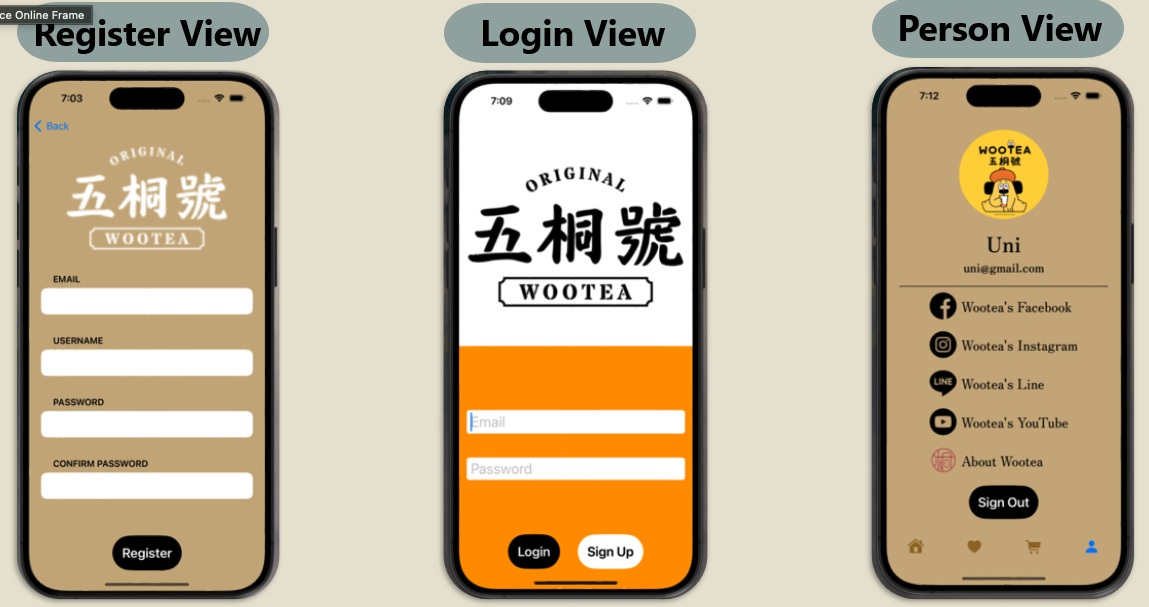 ce Online Frame
Register View
7:03
Back
ORIGINAL
五桐號
WOOTEA
EMAIL
USERNAME
PASSWORD
CONFIRM PASSWORD
Register
Login View
7:09
ORIGINAL
五桐號
WOOTEA
Email
Password
Login
Sign Up
Person View
7:12
WOOTEA
五桐號
Uni
uni@gmail.com
Wootea's Facebook
Wootea's Instagram
LINE
Wootea's Line
Wootea's YouTube
About Wootea
Sign Out